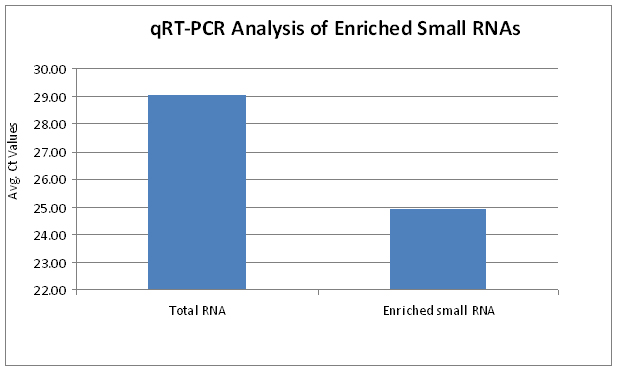 qRT-PCR Analysis of Enriched Small RNAs
30.00
29.00
28.00
27.00
26.00
25.00
24.00
23.00
22.00
Avg. Ct Values
Total RNA
Enriched small RNA